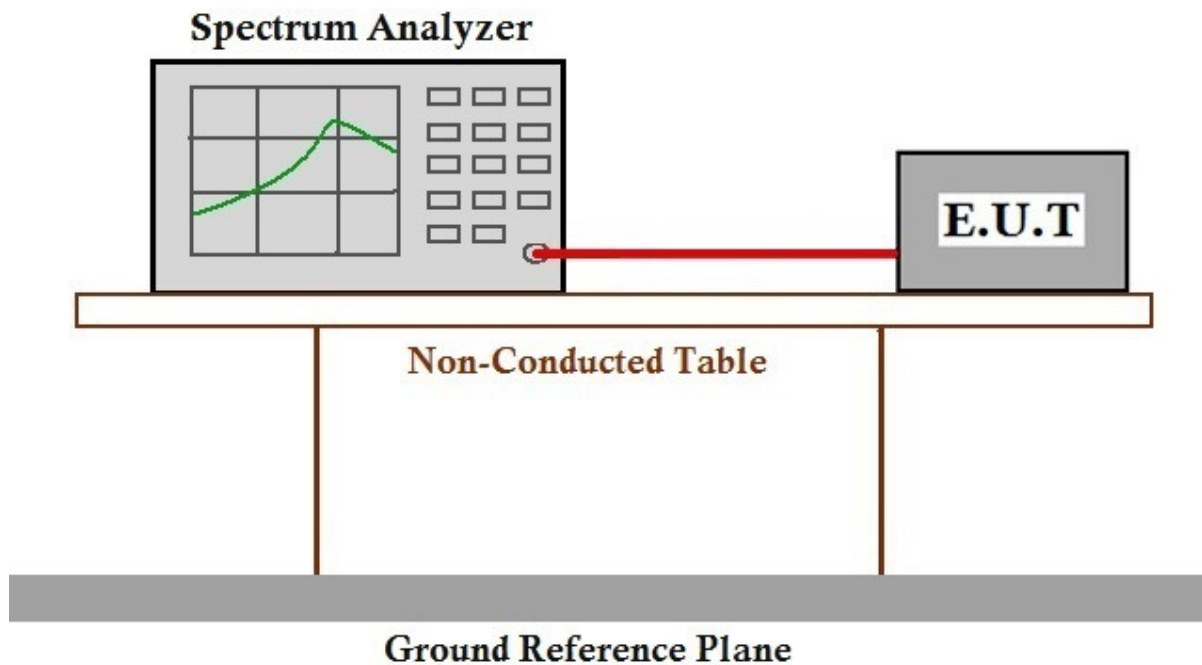 Spectrum Analyzer
E.U.T
Non-Conducted Table
Ground Reference Plane